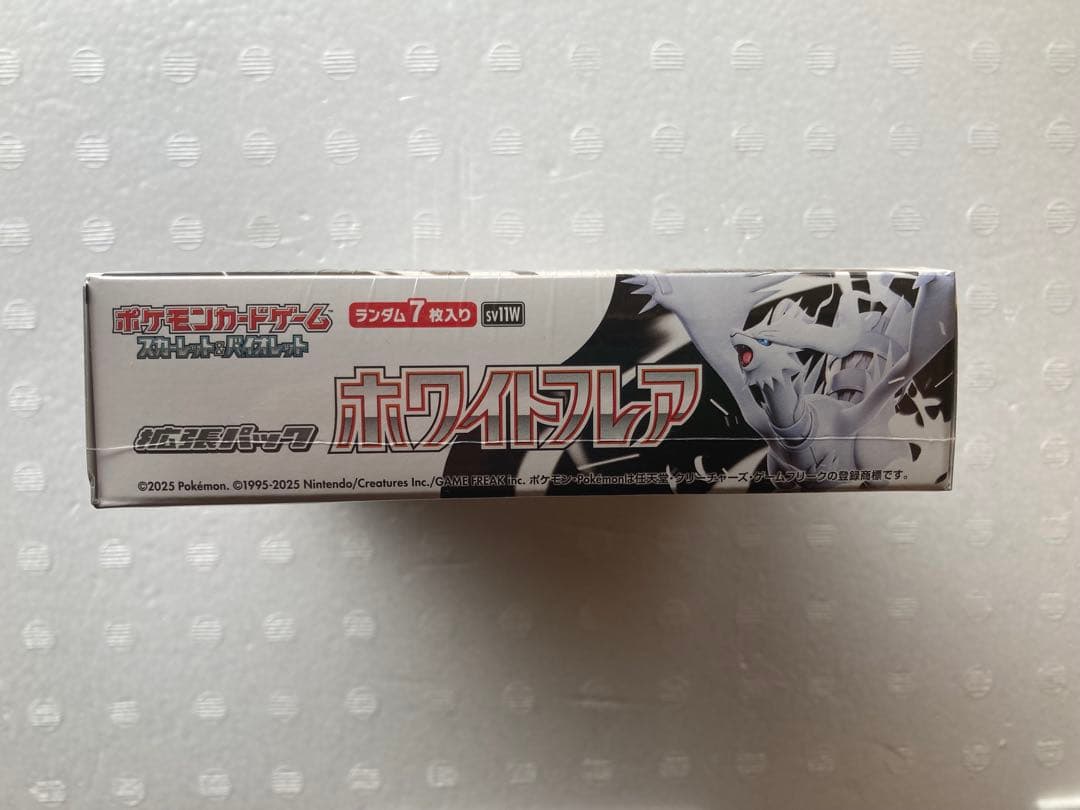 ポケモンカードゲーム
スカーレット&バイオレット
ランダム7枚入り
sv11W
拡張パック
ホワイトフレア
©2025 Pokémon. ©1995-2025 Nintendo/Creatures Inc./GAME FREAK inc. ポケモン・Pokémonは任天堂・クリーチャーズ・ゲームフリークの登録商標です。